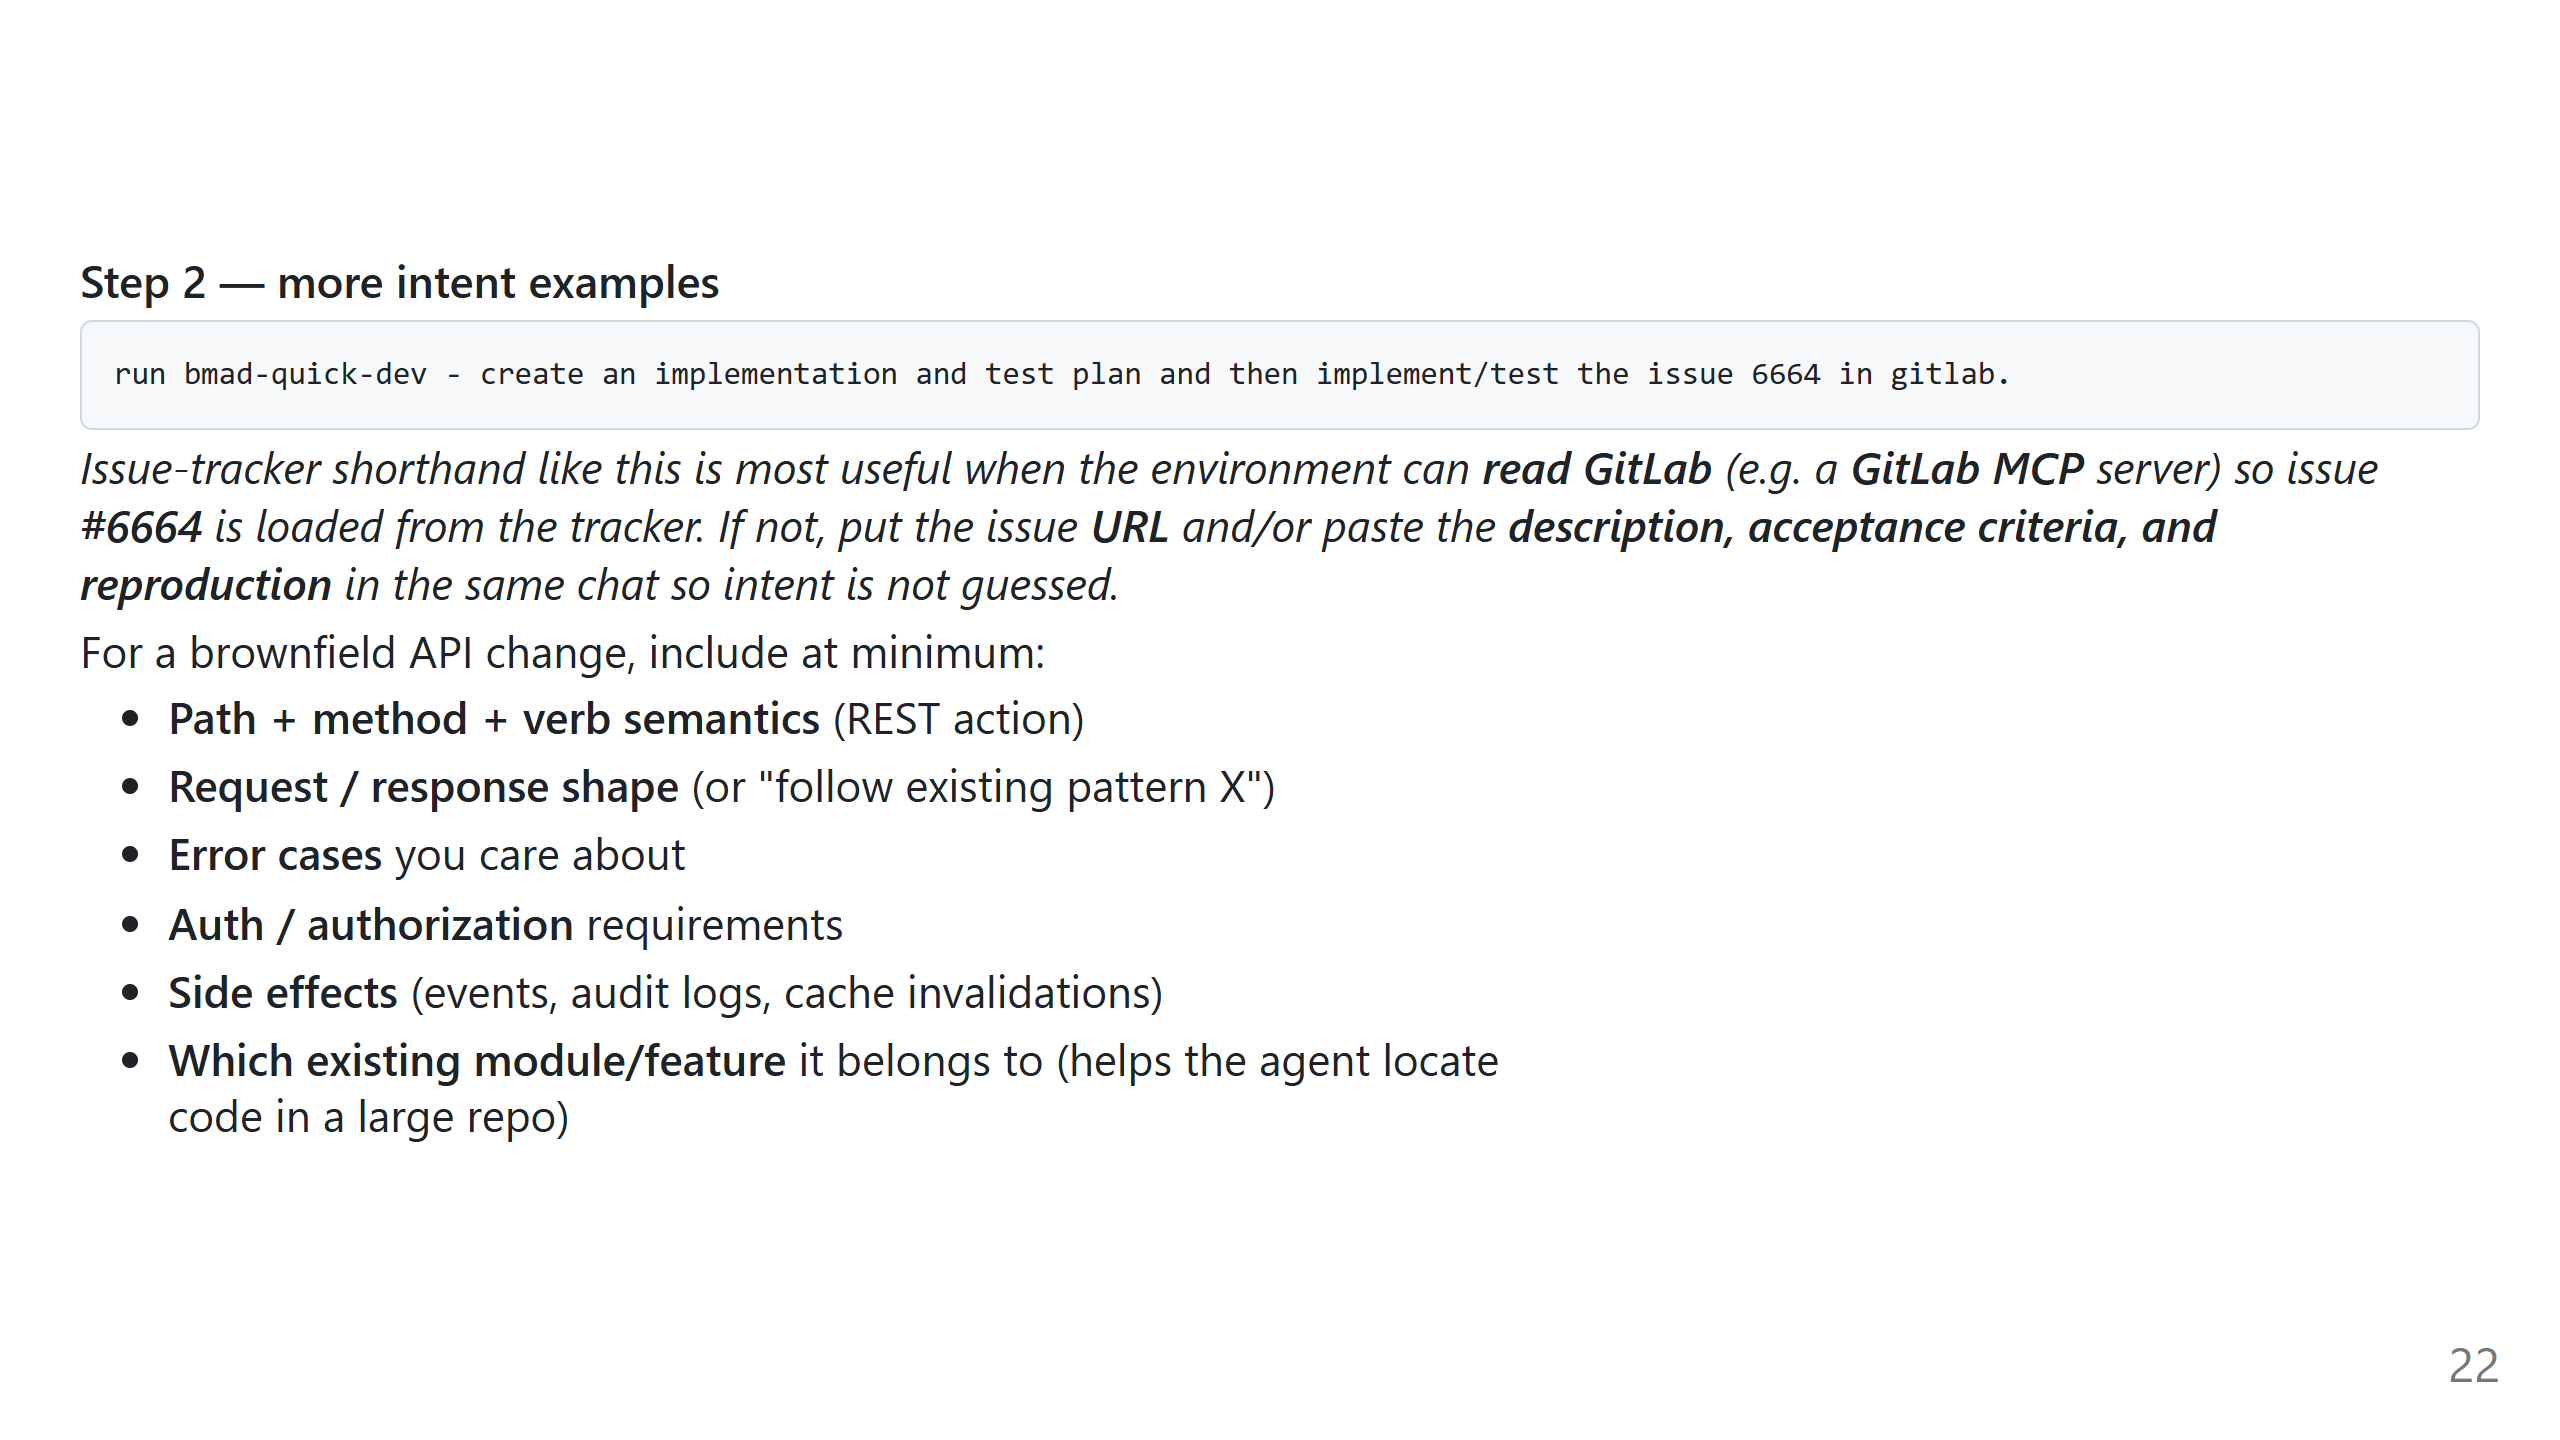 Step 2 — more intent examples
run bmad-quick-dev - create an implementation and test plan and then implement/test the issue 6664 in gitlab.
Issue-tracker shorthand like this is most useful when the environment can read GitLab (e.g. a GitLab MCP server) so issue
#6664 is loaded from the tracker. If not, put the issue URL and/or paste the description, acceptance criteria, and
reproduction in the same chat so intent is not guessed.
For a brownfield API change, include at minimum:
• Path + method + verb semantics (REST action)
• Request / response shape (or "follow existing pattern X")
• Error cases you care about
• Auth / authorization requirements
• Side effects (events, audit logs, cache invalidations)
• Which existing module/feature it belongs to (helps the agent locate
code in a large repo)
22